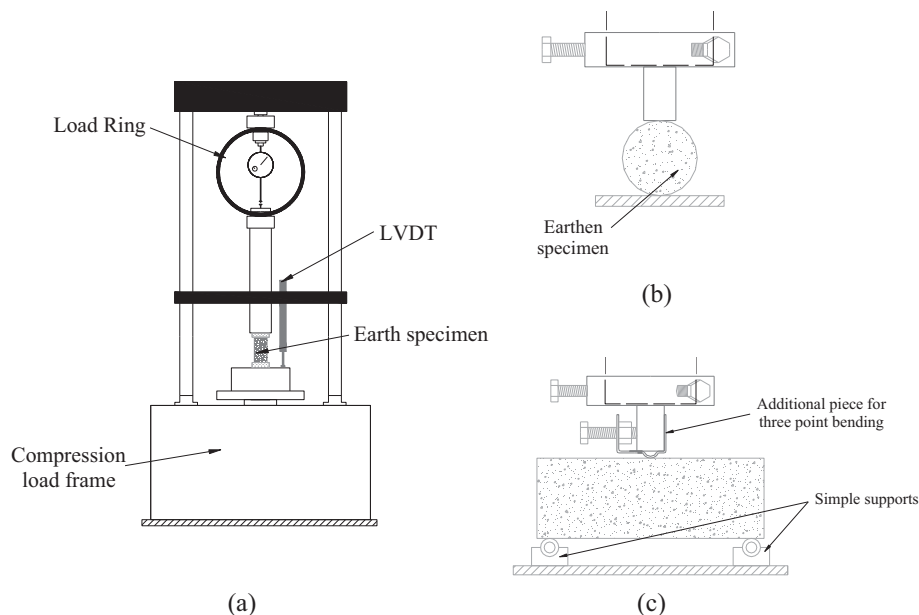 Load Ring
LVDT
Earth specimen
Compression
load frame
(a)
Earthen
specimen
(b)
Additional piece for
three point bending
Simple supports
(c)